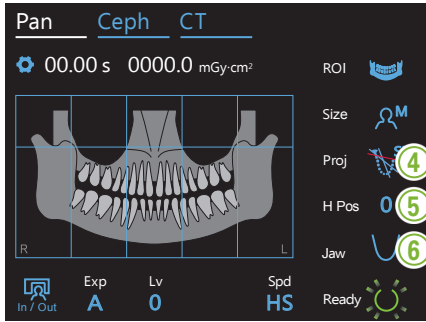 Pan Ceph CT
00.00 s 0000.0 mGy·cm²
ROI
Size M
Proj S 4
H Pos 0 5
Jaw 6
R L
In / Out
Exp Lv Spd
A 0 HS
Ready